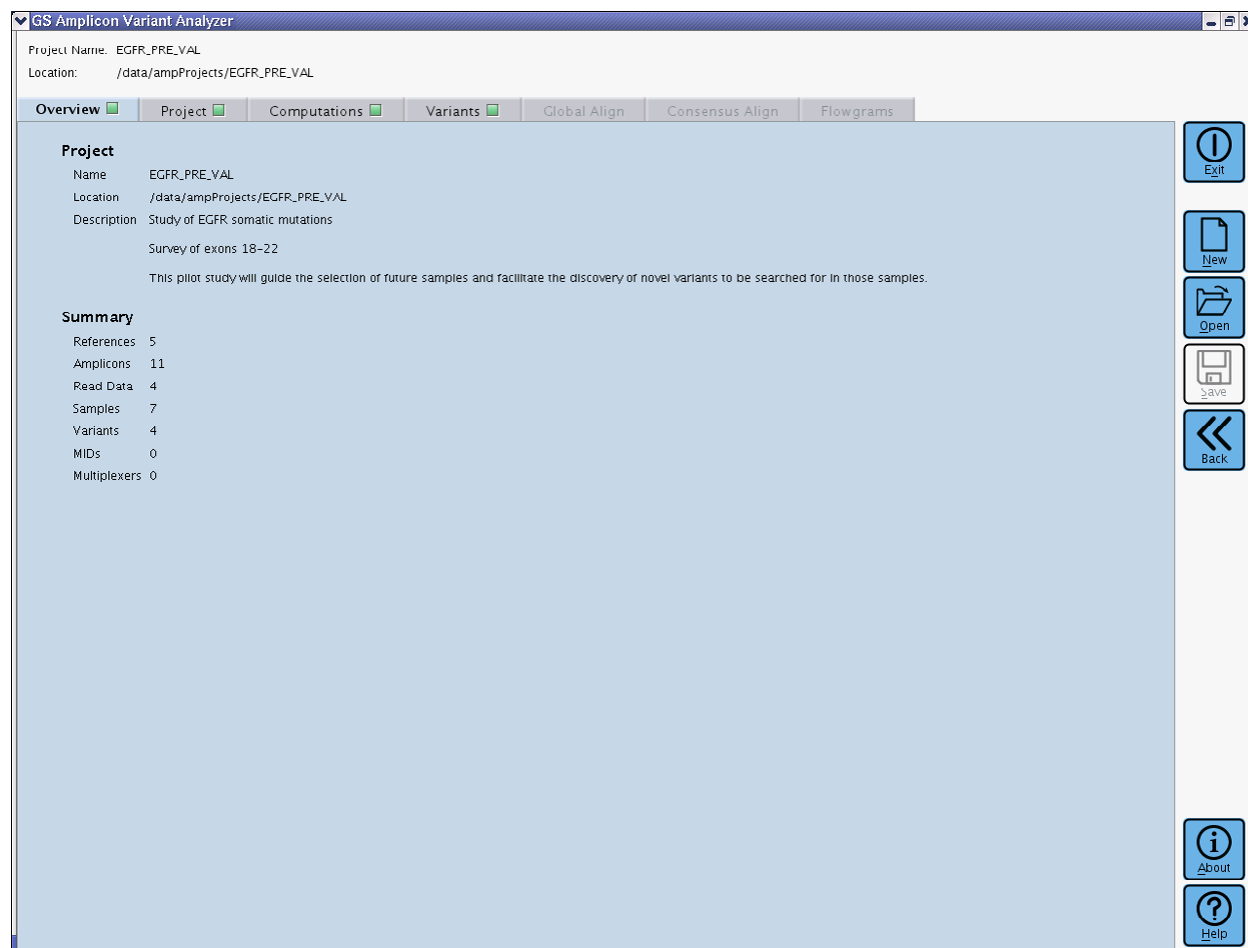 GS Amplicon Variant Analyzer
Project Name: EGFR_PRE_VAL
Location: /data/ampProjects/EGFR_PRE_VAL
Overview Project Computations Variants Global Align Consensus Align Flowgrams
Project
Name EGFR_PRE_VAL
Location /data/ampProjects/EGFR_PRE_VAL
Description Study of EGFR somatic mutations
Survey of exons 18-22
This pilot study will guide the selection of future samples and facilitate the discovery of novel variants to be searched for in those samples.
Summary
References 5
Amplicons 11
Read Data 4
Samples 7
Variants 4
MIDs 0
Multiplexers 0
Exit
New
Open
Save
Back
About
Help